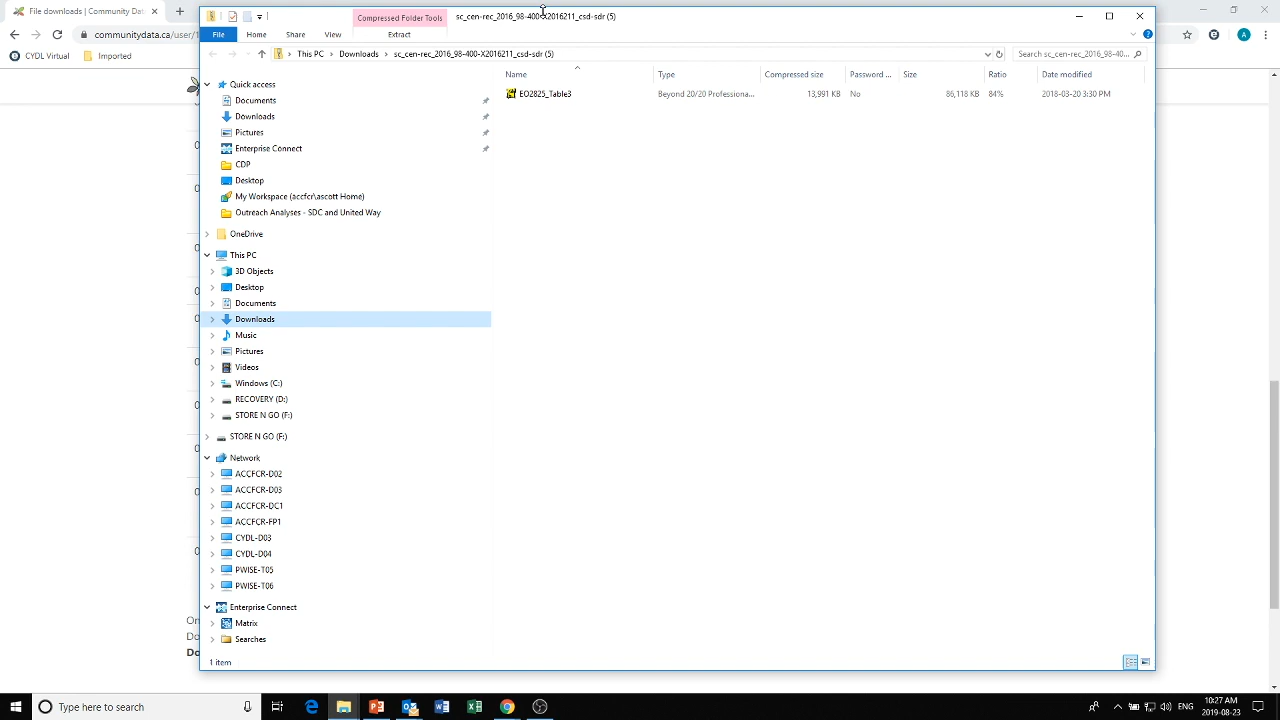 File downloads | Community Dat
communitydata.ca/user/1
CYDL Virtual
Imported
Compressed Folder Tools
sc_cen-rec_2016_98-400-X2016211_csd-sdr (5)
File
Home
Share
View
Extract
This PC
Downloads
sc_cen-rec_2016_98-400-X2016211_csd-sdr (5)
Search sc_cen-rec_2016_98-40...
Name
Type
Compressed size
Password ...
Size
Ratio
Date modified
EO2825_Table3
Beyond 20/20 Professiona...
13,991 KB
No
86,118 KB
84%
2018-03-20 3:30 PM
Quick access
Documents
Downloads
Pictures
Enterprise Connect
CDP
Desktop
My Workspace (accfcr\ascott Home)
Outreach Analyses - SDC and United Way
OneDrive
This PC
3D Objects
Desktop
Documents
Downloads
Music
Pictures
Videos
Windows (C:)
RECOVERY (D:)
STORE N GO (F:)
STORE N GO (F:)
Network
ACCFCR-D02
ACCFCR-D03
ACCFCR-DC1
ACCFCR-FP1
CYDL-D03
CYDL-D04
PWISE-T05
PWISE-T06
Enterprise Connect
Matrix
Searches
1 item
Type here to search
ENG
10:27 AM
2019-08-23